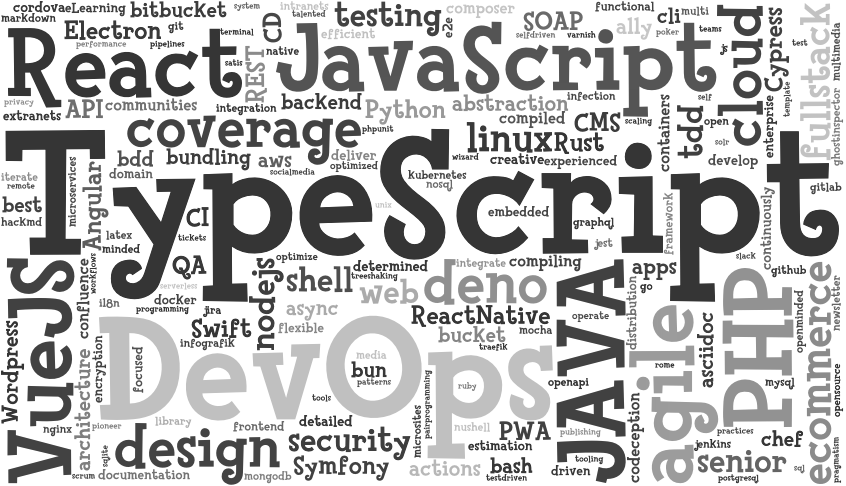 cordovaeLearning
markdown
bitbucket
system
intranets
talented
testing
composer
SOAP
functional
cli
multi
Electron
git
terminal
CD
native
efficient
e2e
selfdriven
varnish
ally
poker
teams
React
performance
pipelines
satis
REST
JavaScript
cloud
Cypress
test
fullstack
multimedia
privacy
extranets
API
communities
integration
backend
Python
abstraction
infection
compiled
CMS
scaling
containers
tdd
self
open
solr
enterprise
template
ghostinspector
coverage
phpunit
linux
Rust
wizard
creative
experienced
develop
bdd
bundling
aws
deliver
optimized
socialmedia
domain
Kubernetes
nosql
gitlab
iterate
remote
best
hackmd
microservices
Angular
TypeScript
unix
embedded
graphql
jest
framework
slack
continuously
github
latex
minded
CI
tickets
QA
serverless
optimize
treeshaking
determined
integrate
compiling
apps
go
VueJS
confluence
workflows
il8n
docker
programming
jira
nodejs
shell
async
flexible
web
deno
ReactNative
mocha
bucket
traefik
operate
JAVA
distribution
rome
agile
asciidoc
PHP
mysql
openminded
ecommerce
newsletter
opensource
Wordpress
Swift
infografik
DevOps
media
bun
patterns
ruby
openapi
encryption
focused
architecture
nginx
pioneer
library
tools
frontend
detailed
microsites
pairprogramming
nushell
PWA
estimation
publishing
codeception
practices
jenkins
chef
pragmatism
design
security
Symfony
actions
bash
testdriven
driven
tooling
senior
postgresql
sql
scrum
sqlite
documentation
mongodb